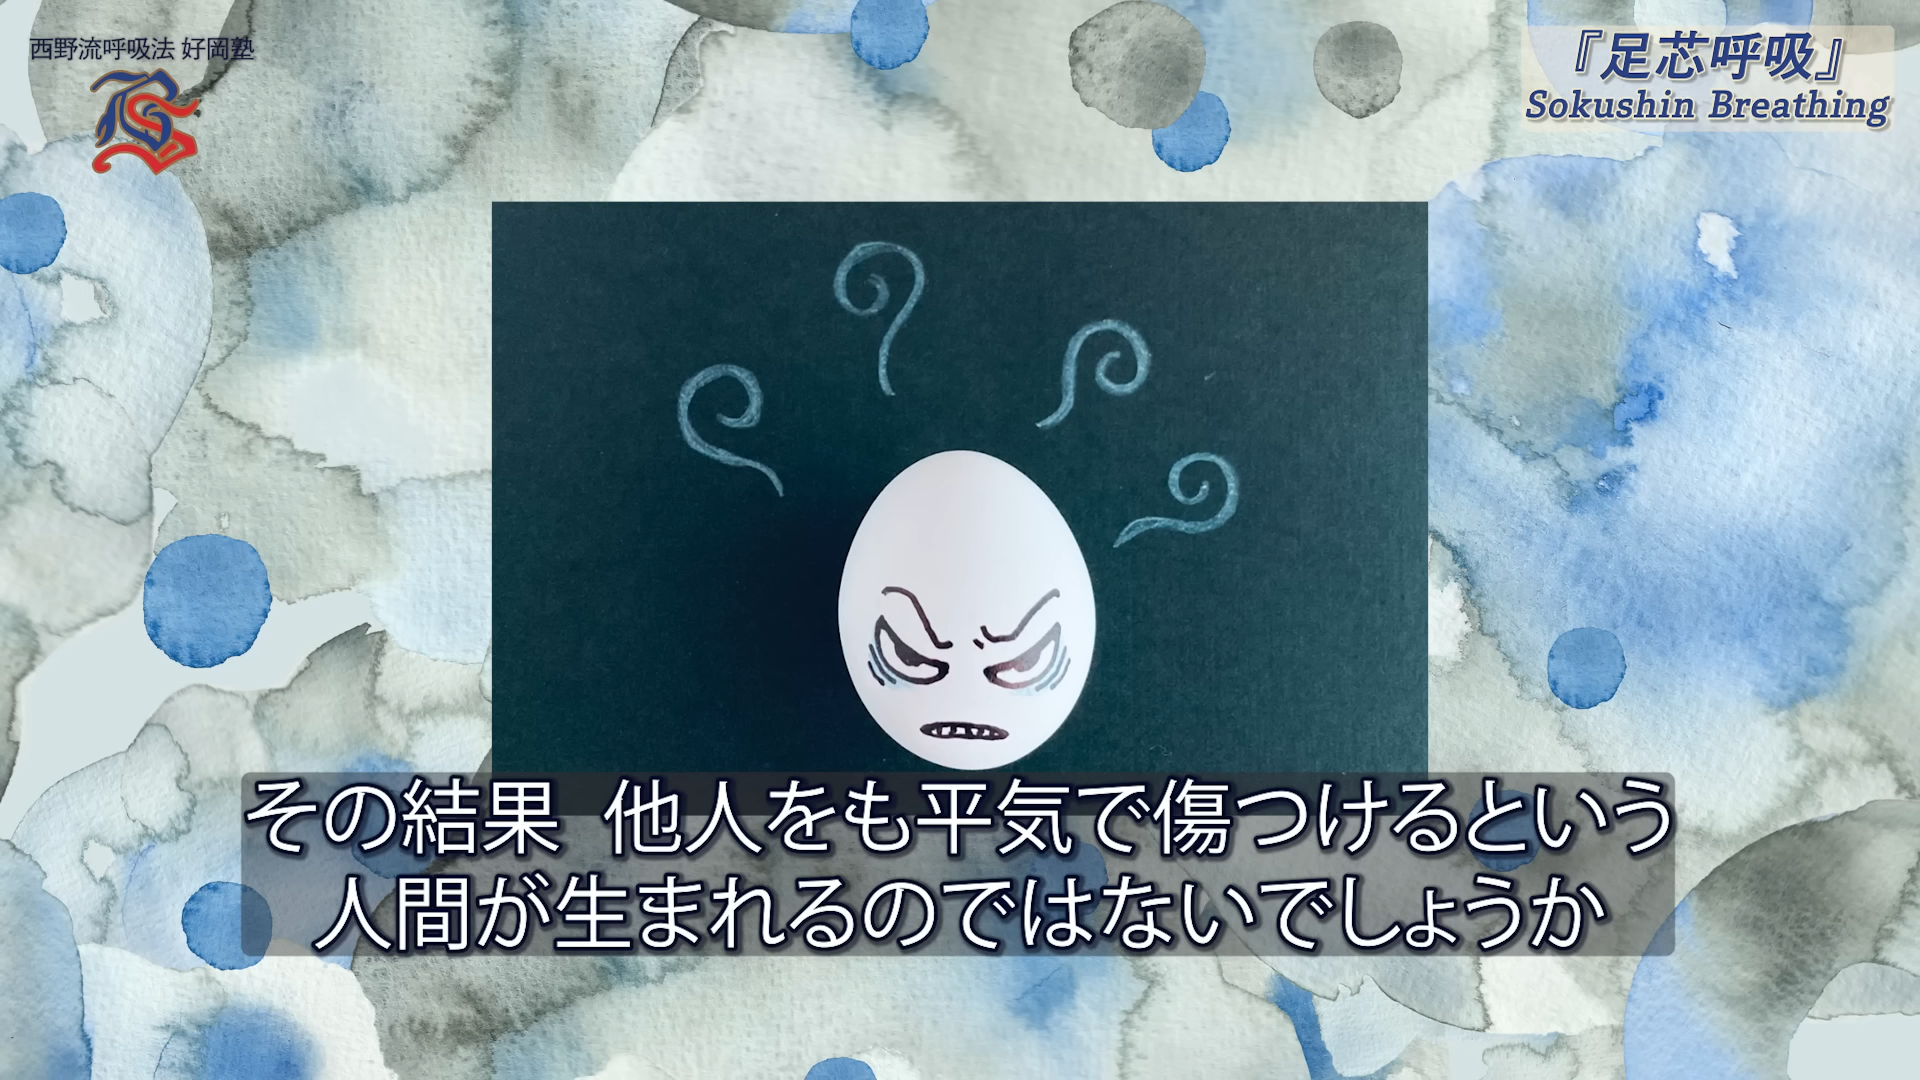 西野流呼吸法 好岡塾
『足芯呼吸』
Sokushin Breathing
その結果 他人をも平気で傷つけるという
人間が生まれるのではないでしょうか